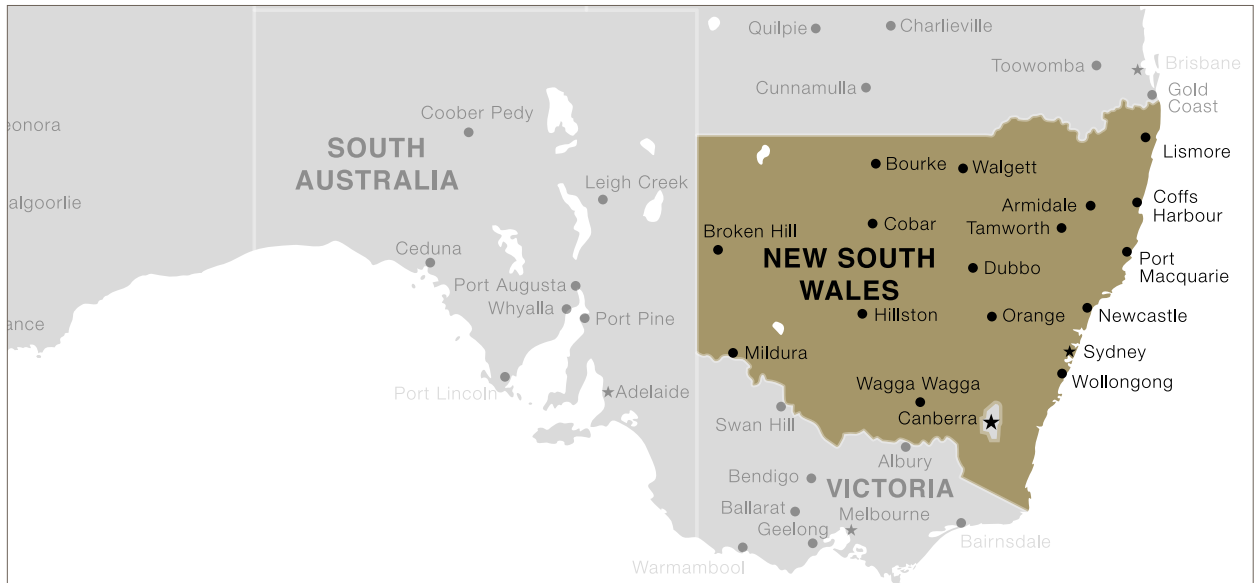 Quilpie
Charlieville
Toowomba
Brisbane
Cunnamulla
Gold
Coast
Coober Pedy
eonora
SOUTH
AUSTRALIA
Lismore
Bourke
Walgett
Leigh Creek
algoorlie
Armidale
Coffs
Harbour
Cobar
Tamworth
Broken Hill
Ceduna
NEW SOUTH
WALES
Dubbo
Port
Macquarie
Port Augusta
Whyalla
Port Pine
Hillston
Orange
Newcastle
ance
Mildura
Sydney
Wollongong
Port Lincoln
Adelaide
Wagga Wagga
Canberra
Swan Hill
Albury
Bendigo
VICTORIA
Ballarat
Melbourne
Geelong
Bairnsdale
Warmambool